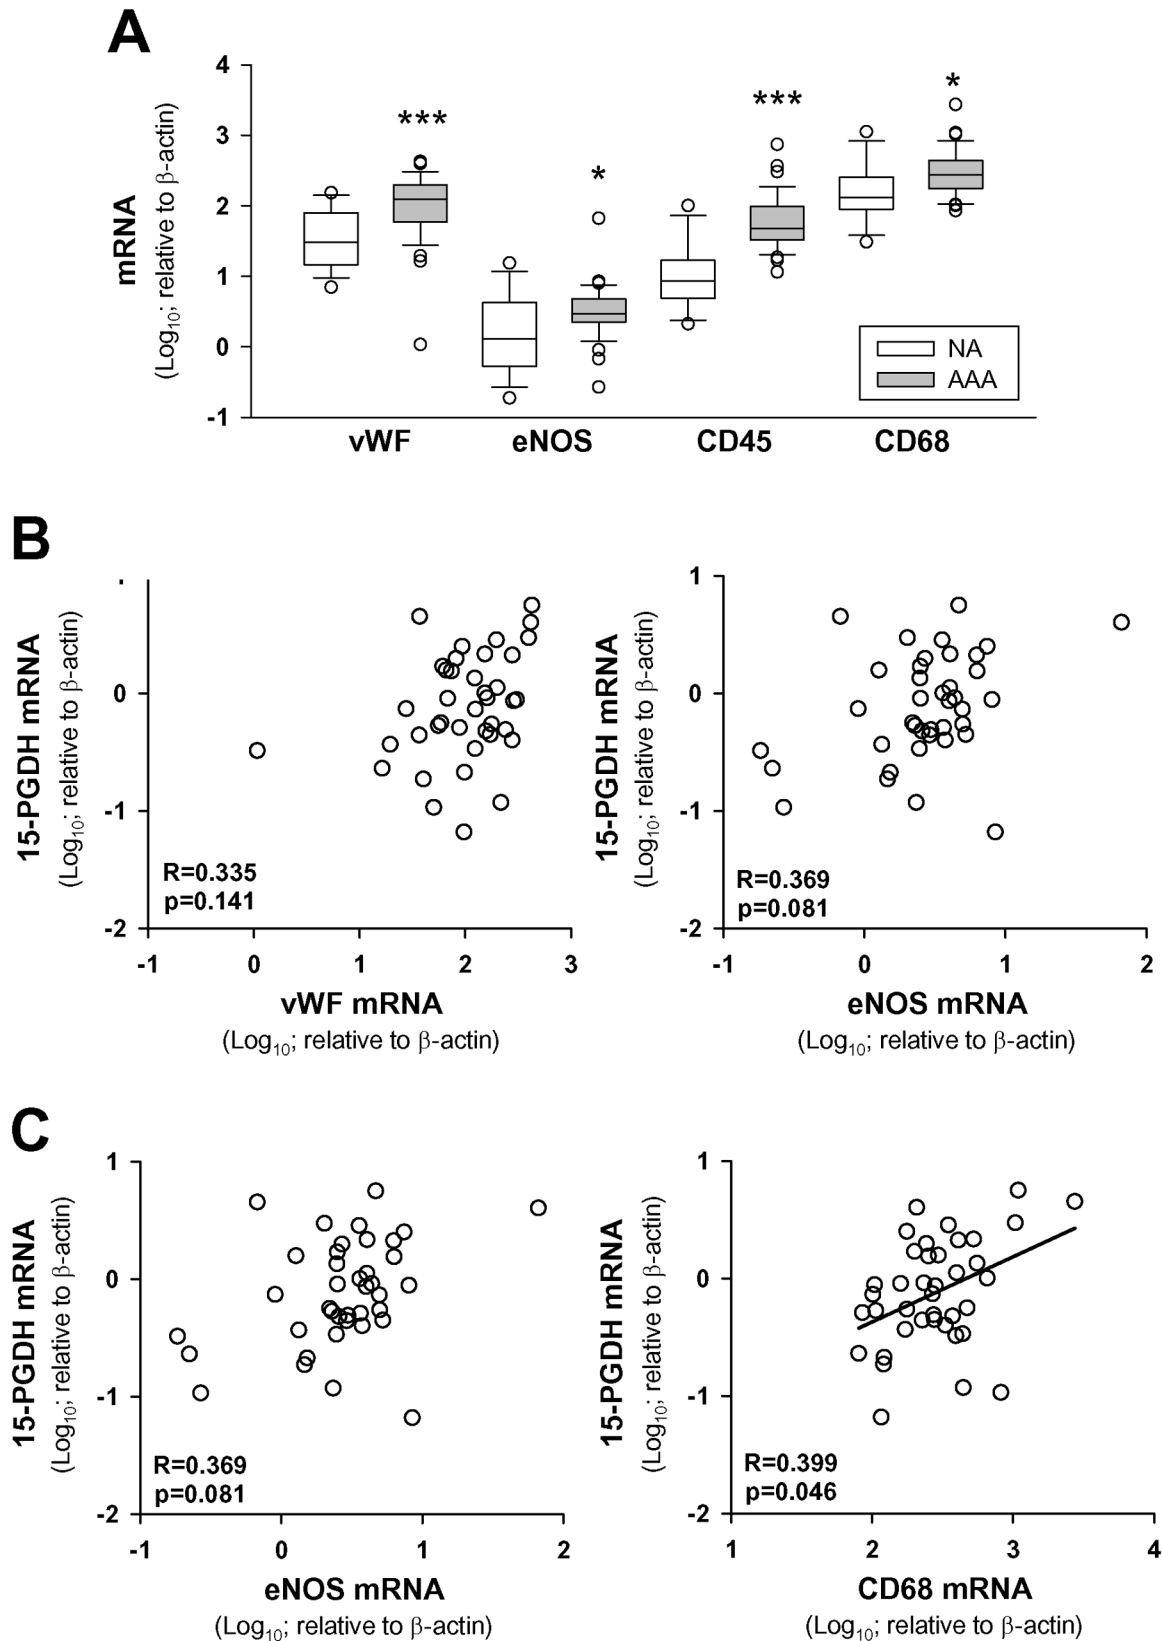 A
mRNA
(Log10; relative to β-actin)
4
3
2
1
0
-1
***
*
***
*
NA
AAA
vWF eNOS CD45 CD68
B
15-PGDH mRNA
(Log10; relative to β-actin)
0
-1
-2
R=0.335
p=0.141
-1 0 1 2 3
vWF mRNA
(Log10; relative to β-actin)
15-PGDH mRNA
(Log10; relative to β-actin)
1
0
-1
-2
R=0.369
p=0.081
-1 0 1 2
eNOS mRNA
(Log10; relative to β-actin)
C
15-PGDH mRNA
(Log10; relative to β-actin)
1
0
-1
-2
R=0.369
p=0.081
-1 0 1 2
eNOS mRNA
(Log10; relative to β-actin)
15-PGDH mRNA
(Log10; relative to β-actin)
1
0
-1
-2
R=0.399
p=0.046
1 2 3 4
CD68 mRNA
(Log10; relative to β-actin)